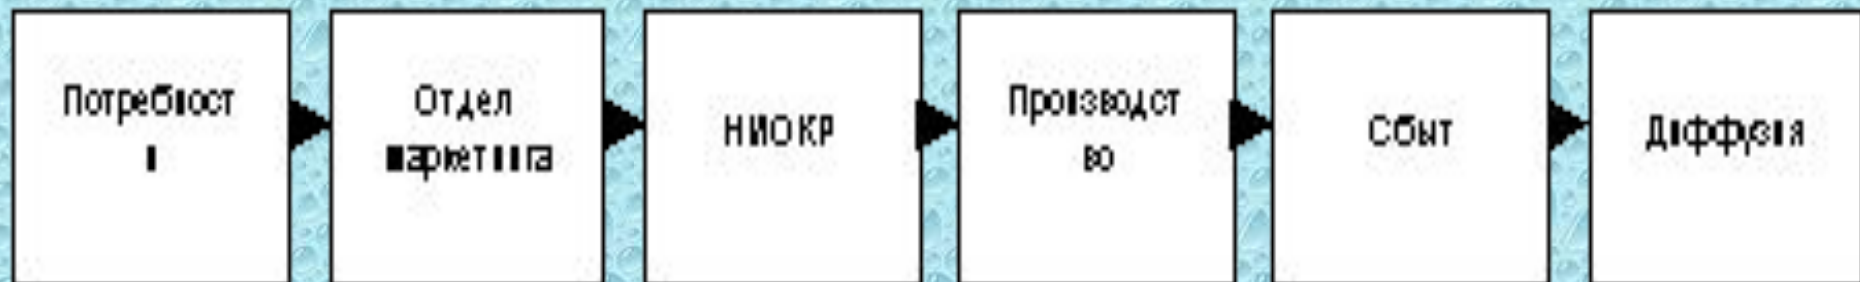 Потребност
и
Отдел
маркетинга
НИОКР
Производст
во
Сбыт
Диффузия